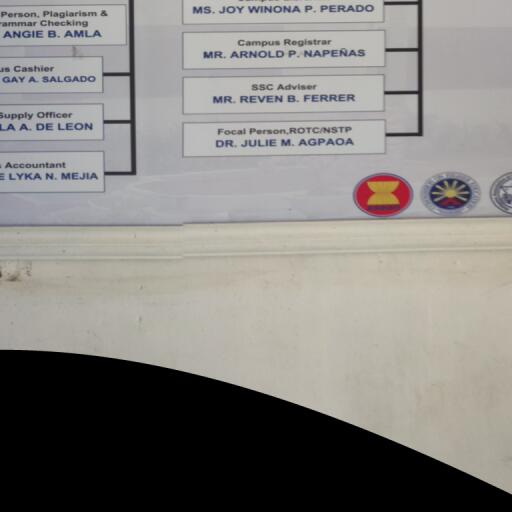 Person, Plagiarism &
rammar Checking
ANGIE B. AMLA
us Cashier
GAY A. SALGADO
Supply Officer
LA A. DE LEON
Accountant
E LYKA N. MEJIA
MS. JOY WINONA P. PERADO
Campus Registrar
MR. ARNOLD P. NAPEÑAS
SSC Adviser
MR. REVEN B. FERRER
Focal Person,ROTC/NSTP
DR. JULIE M. AGPAOA